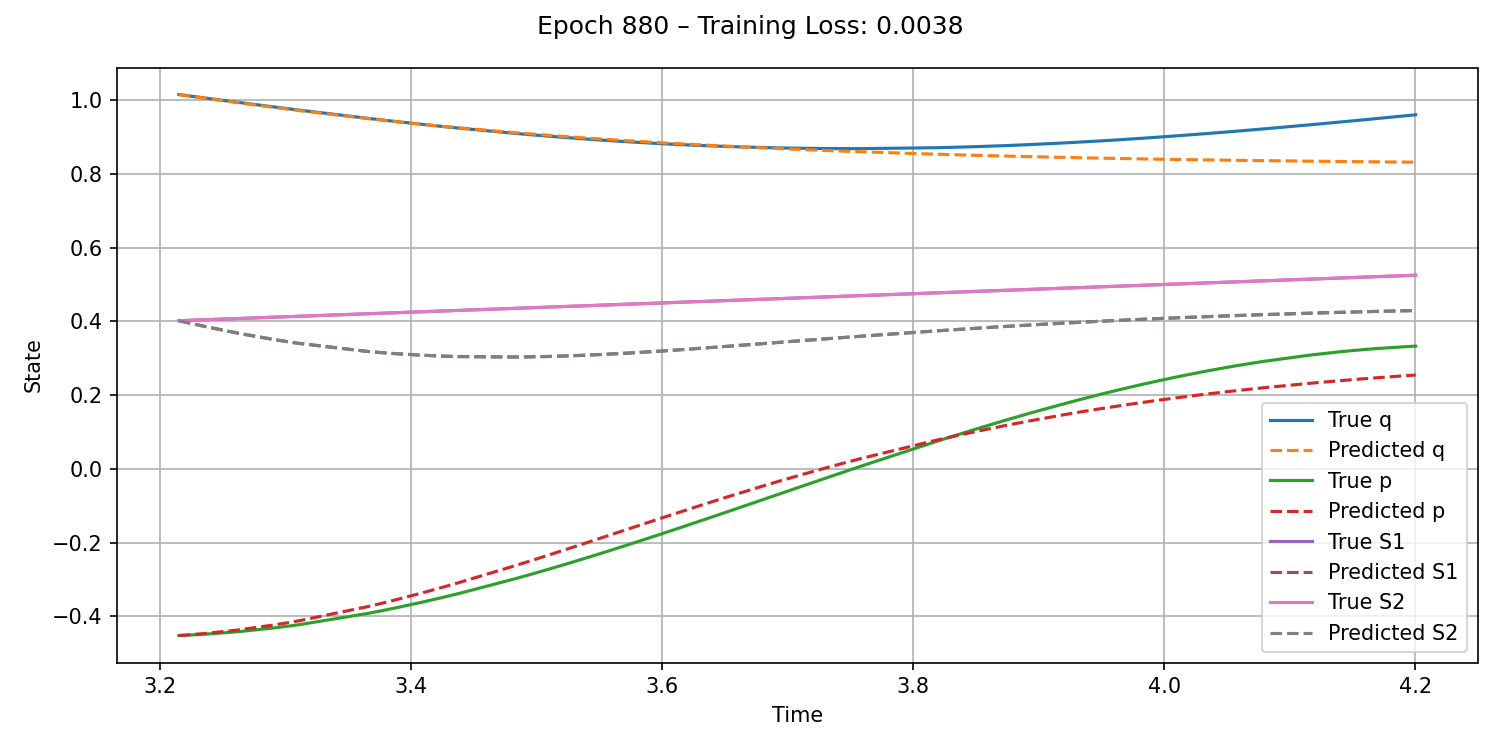 Epoch 880 – Training Loss: 0.0038
1.0
0.8
0.6
0.4
0.2
0.0
−0.2
−0.4
State
3.2
3.4
3.6
3.8
4.0
4.2
Time
True q
Predicted q
True p
Predicted p
True S1
Predicted S1
True S2
Predicted S2